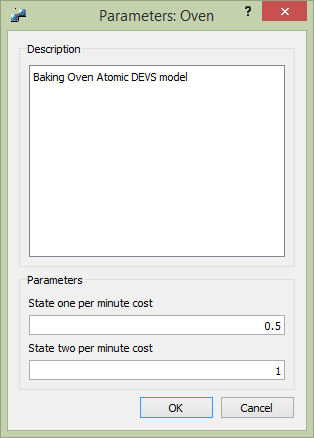 Parameters: Oven
?
Description
Baking Oven Atomic DEVS model
Parameters
State one per minute cost
0.5
State two per minute cost
1
OK Cancel